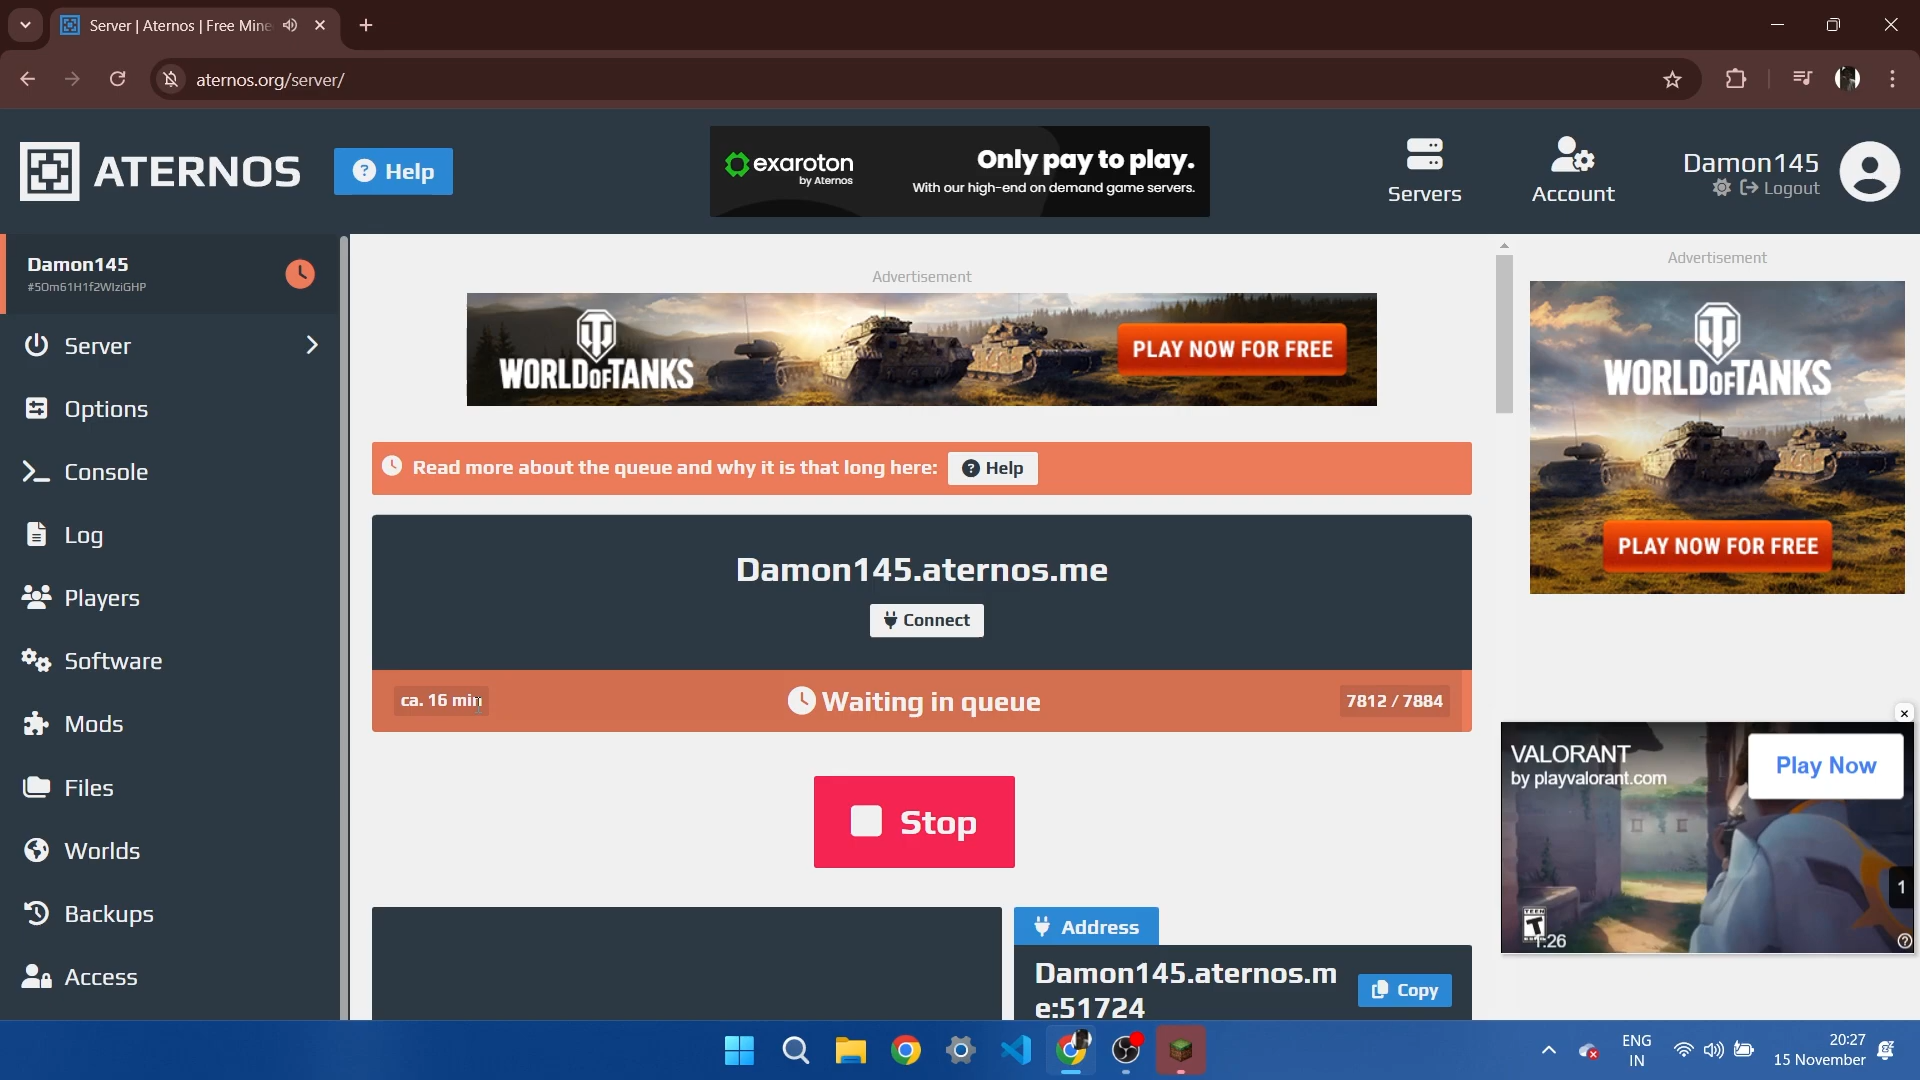 Server | Aternos | Free Mine
aternos.org/server/
ATERNOS
Help
exaroton
by Aternos
Only pay to play.
With our high-end on demand game servers.
Servers
Account
Damon145
Logout
Damon145
#5Om61H1f2WIziGHP
Server
Options
Console
Log
Players
Software
Mods
Files
Worlds
Backups
Access
Advertisement
WORLD OF TANKS
PLAY NOW FOR FREE
Read more about the queue and why it is that long here:
Help
Damon145.aternos.me
Connect
ca. 16 min
Waiting in queue
7812 / 7884
Stop
Address
Damon145.aternos.m
e:51724
Copy
Advertisement
WORLD OF TANKS
PLAY NOW FOR FREE
VALORANT
by playvalorant.com
Play Now
1
TEEN
T
1:26
ENG
IN
20:27
15 November